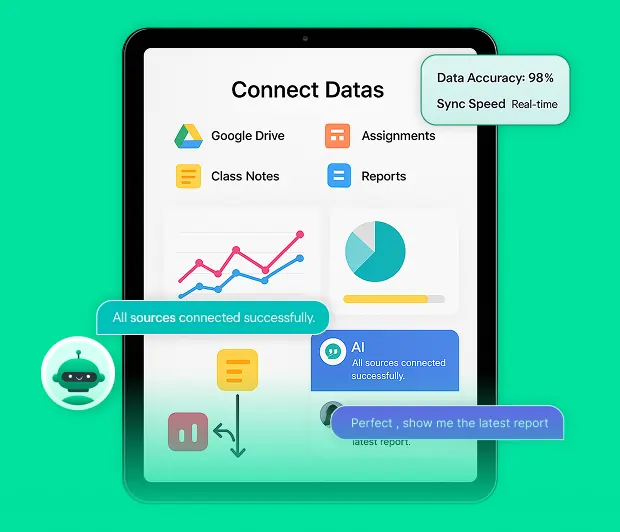 Connect Datas
Data Accuracy: 98%
Sync Speed Real-time
Google Drive
Assignments
Class Notes
Reports
All sources connected successfully.
AI
All sources connected
successfully.
Perfect , show me the latest report
latest report.